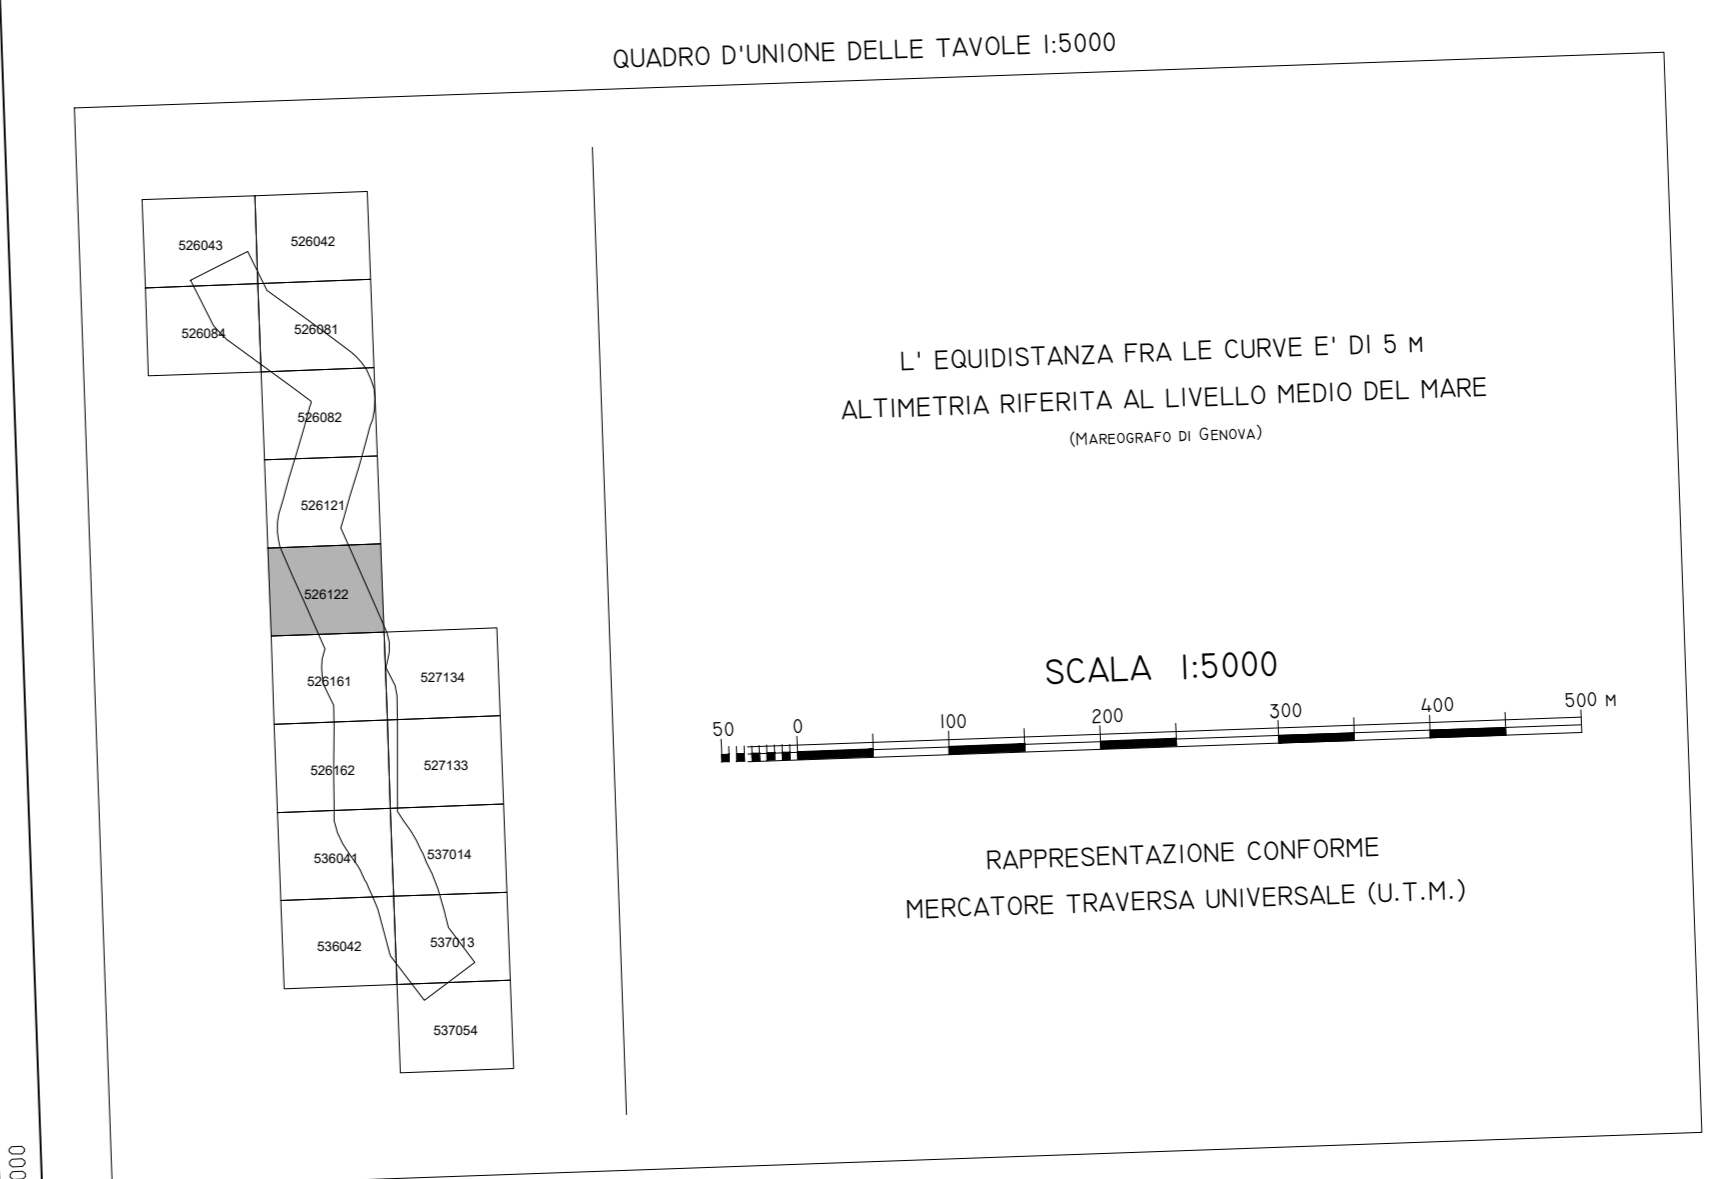 QUADRO D'UNIONE DELLE TAVOLE 1:5000
526043 526042
526084 526081
526082
526121
526122
526161 527134
526162 527133
536041 537014
536042 537013
537054
L' EQUIDISTANZA FRA LE CURVE E' DI 5 M
ALTIMETRIA RIFERITA AL LIVELLO MEDIO DEL MARE
(MAREOGRAFO DI GENOVA)
SCALA 1:5000
50 0 100 200 300 400 500 M
RAPPRESENTAZIONE CONFORME
MERCATORE TRAVERSA UNIVERSALE (U.T.M.)
000